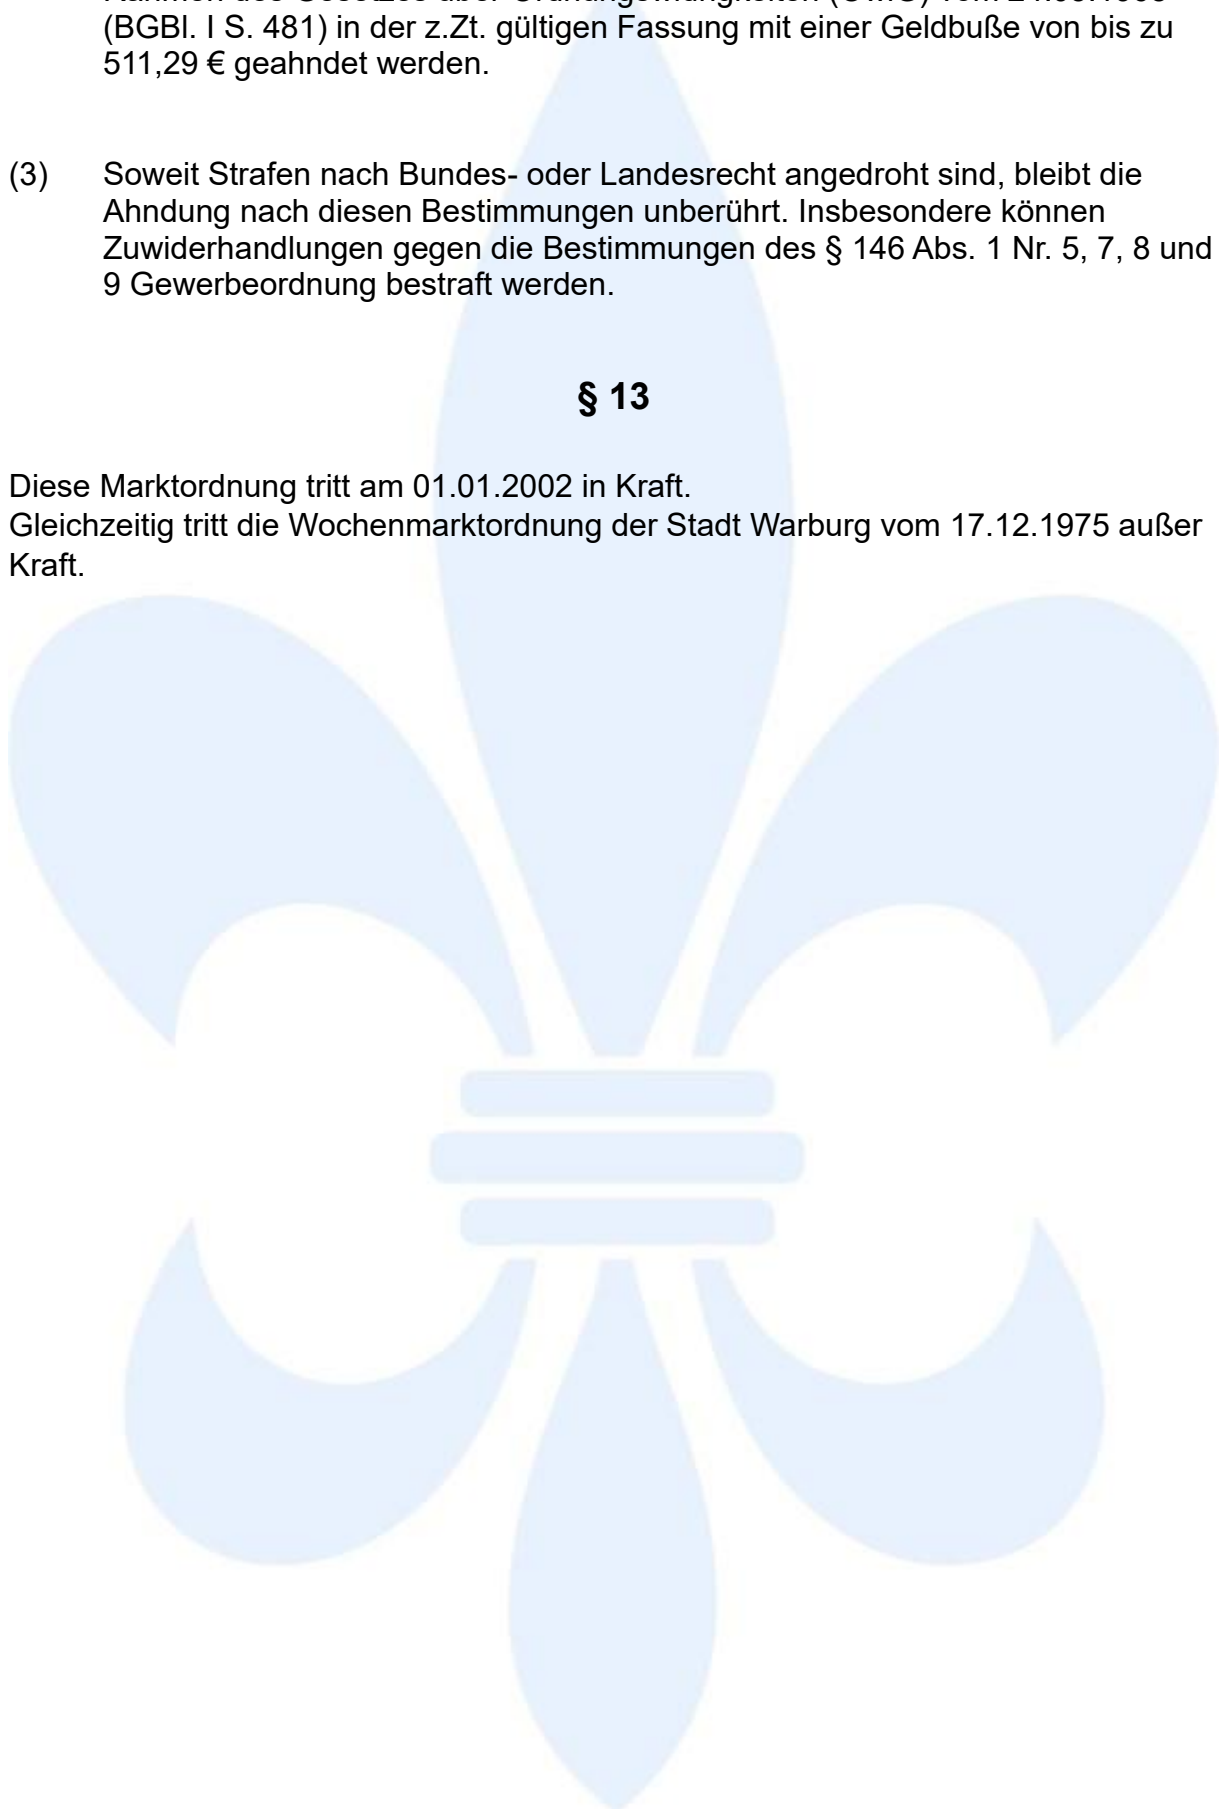 (BGBl. I S. 481) in der z.Zt. gültigen Fassung mit einer Geldbuße von bis zu
511,29 € geahndet werden.
(3) Soweit Strafen nach Bundes- oder Landesrecht angedroht sind, bleibt die
Ahndung nach diesen Bestimmungen unberührt. Insbesondere können
Zuwiderhandlungen gegen die Bestimmungen des § 146 Abs. 1 Nr. 5, 7, 8 und
9 Gewerbeordnung bestraft werden.
§ 13
Diese Marktordnung tritt am 01.01.2002 in Kraft.
Gleichzeitig tritt die Wochenmarktordnung der Stadt Warburg vom 17.12.1975 außer
Kraft.